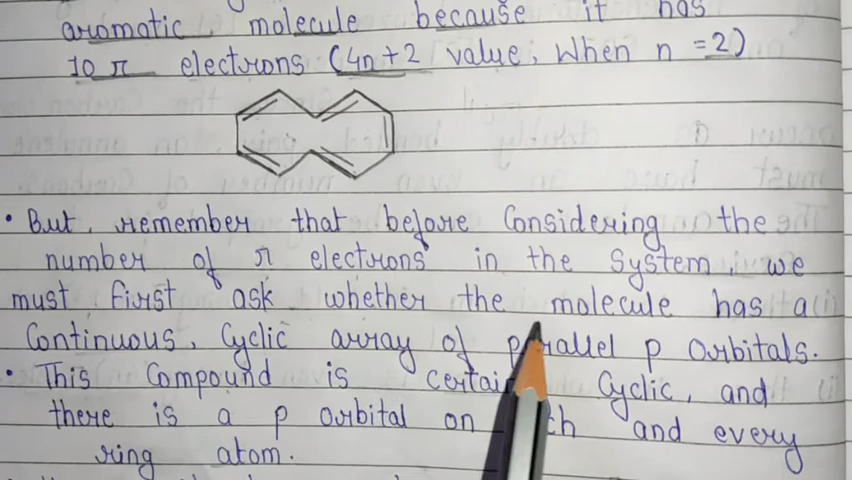 aromatic molecule because it has
10 π electrons (4n+2 value, When n = 2)
• But, remember that before Considering the
number of π electrons in the System, we
must first ask whether the molecule has a
Continuous, Cyclic array of parallel p Orbitals.
• This Compound is Cyclic, and
there is a p Orbital on and every
ring atom.